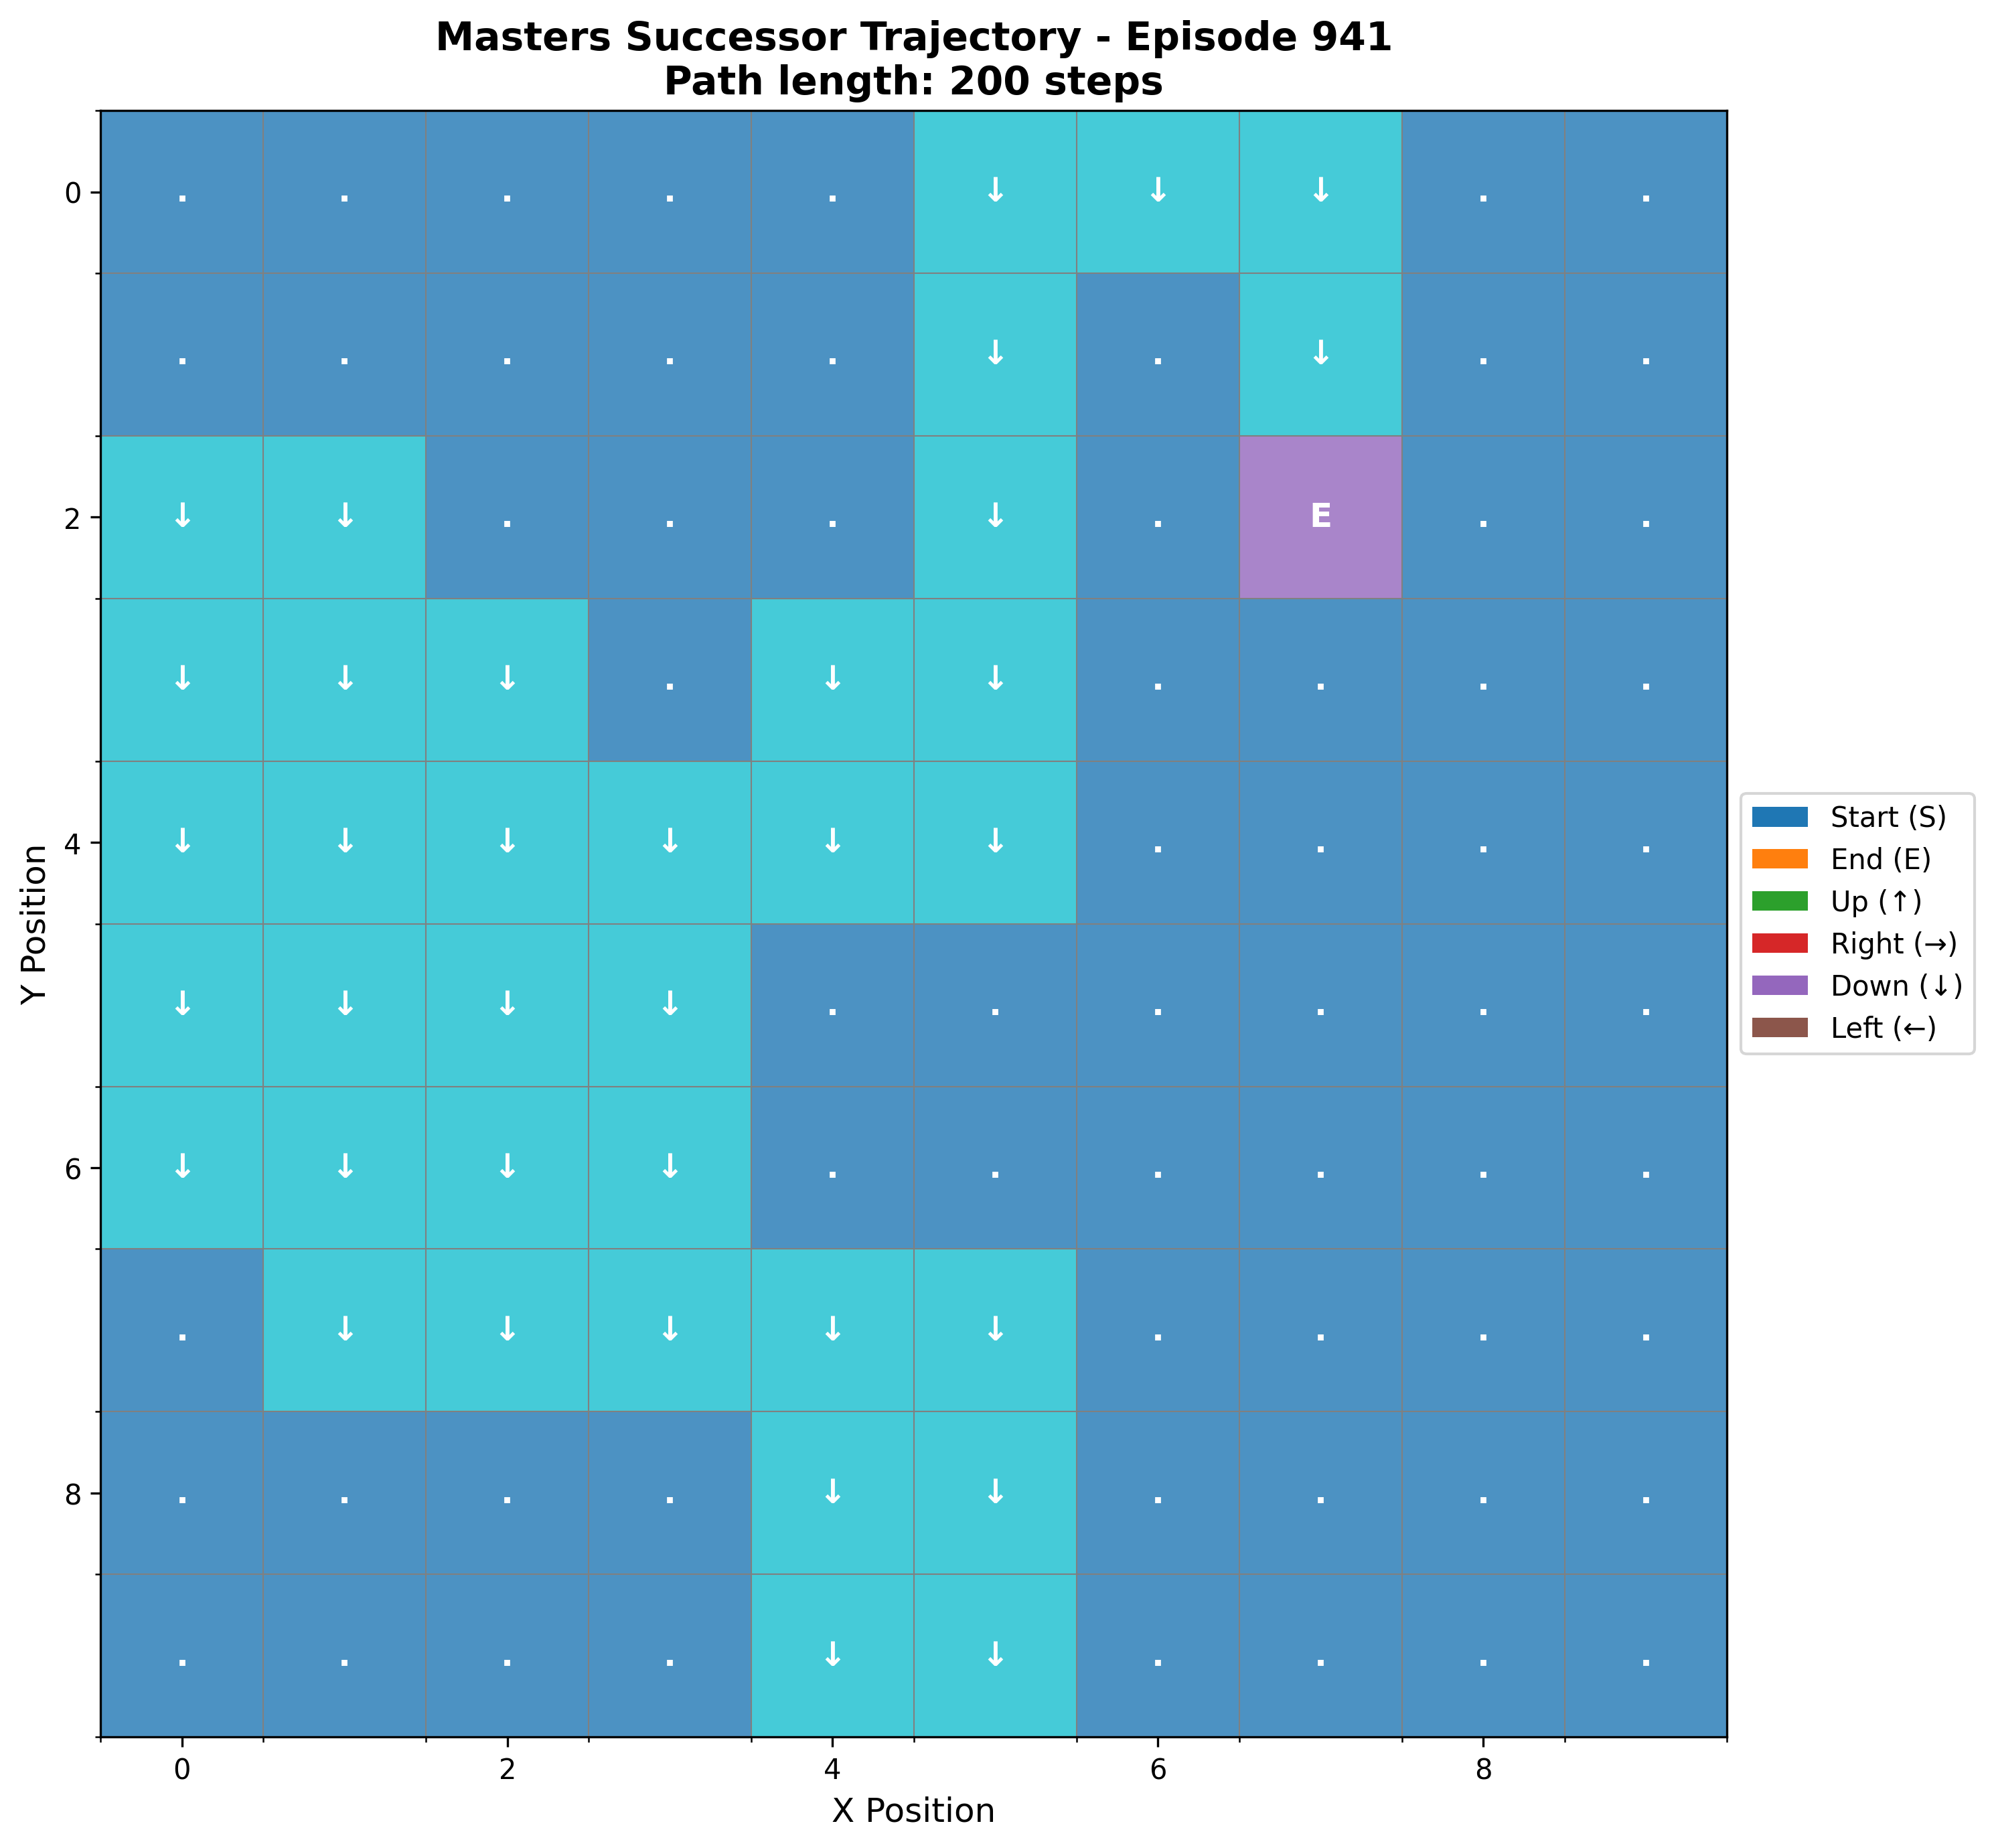 Masters Successor Trajectory - Episode 941
Path length: 200 steps
0 . . . . . ↓ ↓ ↓ . .
. . . . . ↓ . ↓ . .
2 ↓ ↓ . . . ↓ . E . .
↓ ↓ ↓ . ↓ ↓ . . . .
4 ↓ ↓ ↓ ↓ ↓ ↓ . . . .
↓ ↓ ↓ ↓ . . . . . .
6 ↓ ↓ ↓ ↓ . . . . . .
. ↓ ↓ ↓ ↓ ↓ . . . .
8 . . . . ↓ ↓ . . . .
. . . . ↓ ↓ . . . .
0 2 4 6 8
X Position
Y Position
Start (S)
End (E)
Up (↑)
Right (→)
Down (↓)
Left (←)